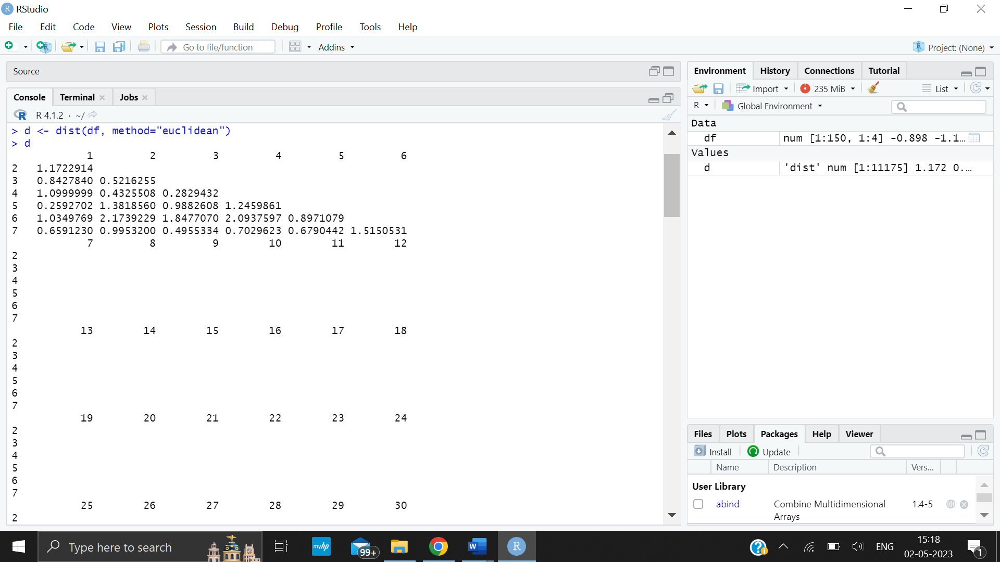 RStudio
File Edit Code View Plots Session Build Debug Profile Tools Help
Go to file/function Addins Project: (None)
Source
Console Terminal Jobs
R 4.1.2 · ~/
> d <- dist(df, method="euclidean")
> d
1 2 3 4 5 6
2 1.1722914
3 0.8427840 0.5216255
4 1.0999999 0.4325508 0.2829432
5 0.2592702 1.3818560 0.9882608 1.2459861
6 1.0349769 2.1739229 1.8477070 2.0937597 0.8971079
7 0.6591230 0.9953200 0.4955334 0.7029623 0.6790442 1.5150531
7 8 9 10 11 12
2
3
4
5
6
7
13 14 15 16 17 18
2
3
4
5
6
7
19 20 21 22 23 24
2
3
4
5
6
7
25 26 27 28 29 30
2
Environment History Connections Tutorial
Import 235 MiB List
R Global Environment
Data
df num [1:150, 1:4] -0.898 -1.1…
Values
d 'dist' num [1:11175] 1.172 0.…
Files Plots Packages Help Viewer
Install Update
Name Description Vers...
User Library
abind Combine Multidimensional Arrays 1.4-5
Type here to search
myhp
99+
W
R
ENG
15:18
02-05-2023
1